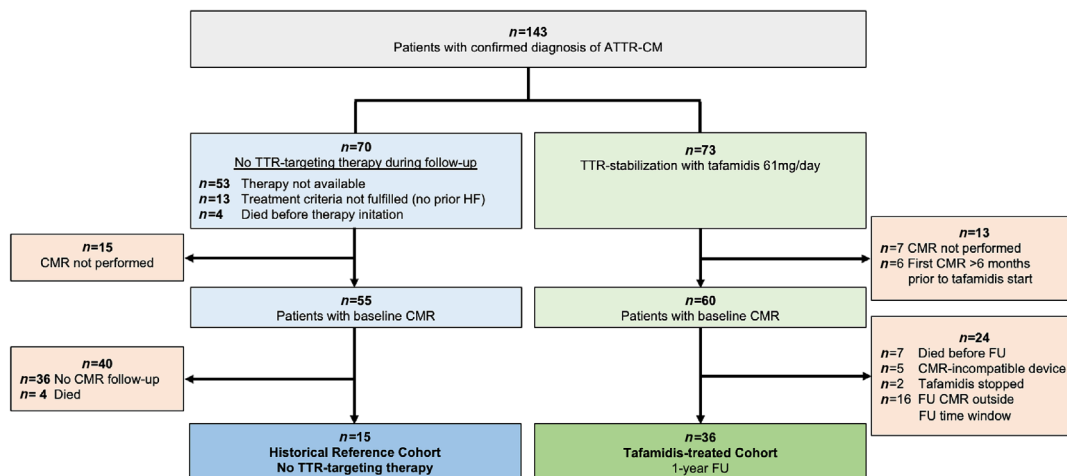 n=143
Patients with confirmed diagnosis of ATTR-CM
n=70
No TTR-targeting therapy during follow-up
n=53 Therapy not available
n=13 Treatment criteria not fulfilled (no prior HF)
n=4 Died before therapy initation
n=73
TTR-stabilization with tafamidis 61mg/day
n=15
CMR not performed
n=13
n=7 CMR not performed
n=6 First CMR >6 months
prior to tafamidis start
n=55
Patients with baseline CMR
n=60
Patients with baseline CMR
n=40
n=36 No CMR follow-up
n= 4 Died
n=24
n=7 Died before FU
n=5 CMR-incompatible device
n=2 Tafamidis stopped
n=16 FU CMR outside
FU time window
n=15
Historical Reference Cohort
No TTR-targeting therapy
n=36
Tafamidis-treated Cohort
1-year FU